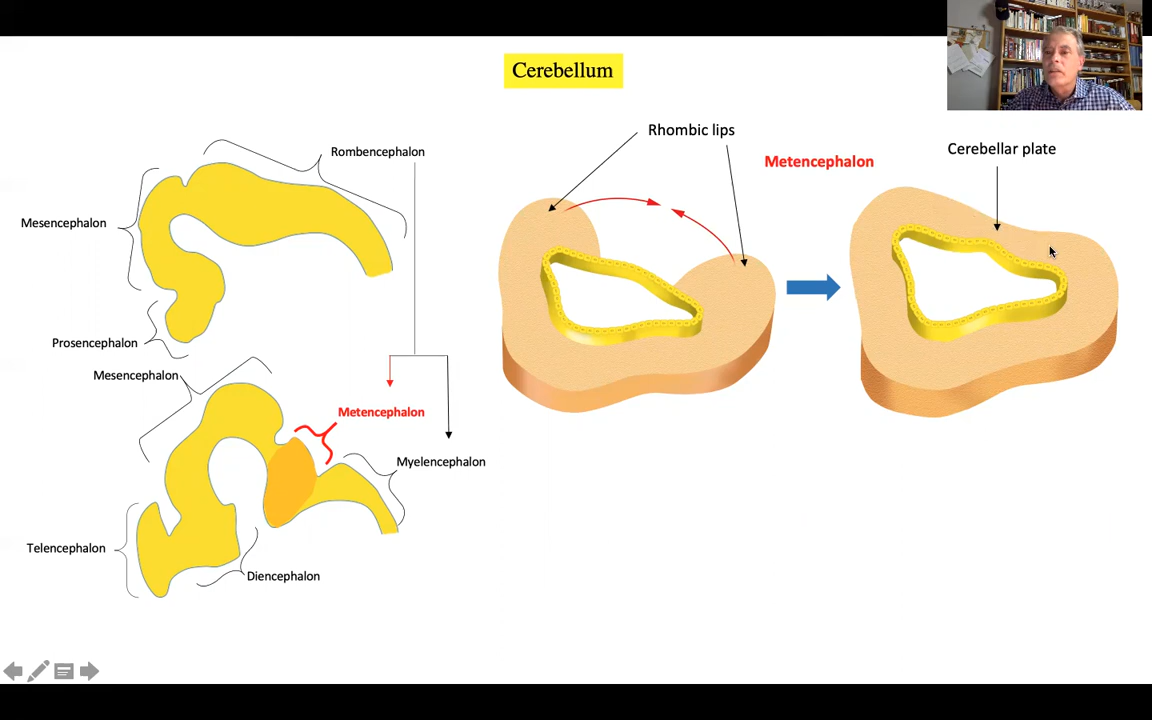 Cerebellum
Rombencephalon
Mesencephalon
Prosencephalon
Mesencephalon
Metencephalon
Myelencephalon
Telencephalon
Diencephalon
Rhombic lips
Metencephalon
Cerebellar plate